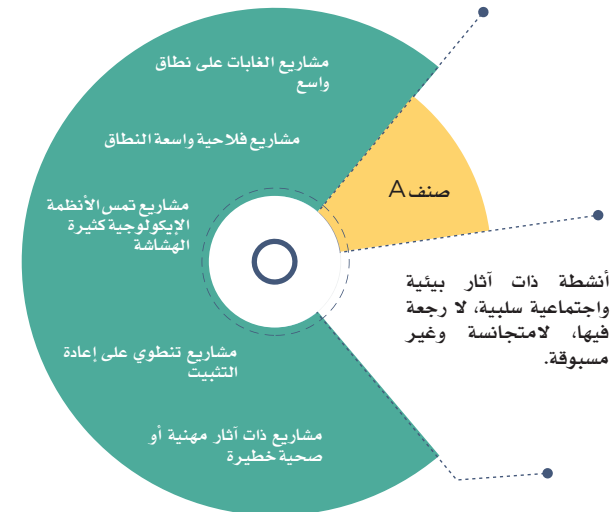 مشاريع الغابات على نطاق
واسع
مشاريع فلاحية واسعة النطاق
صنف A
مشاريع تمس الأنظمة
الإيكولوجية كثيرة
الهشاشة
أنشطة ذات آثار بيئية
واجتماعية سلبية، لا رجعة
فيها، لامتجانسة وغير
مسبوقة.
مشاريع تنطوي على إعادة
التثبيت
مشاريع ذات آثار مهنية أو
صحية خطيرة